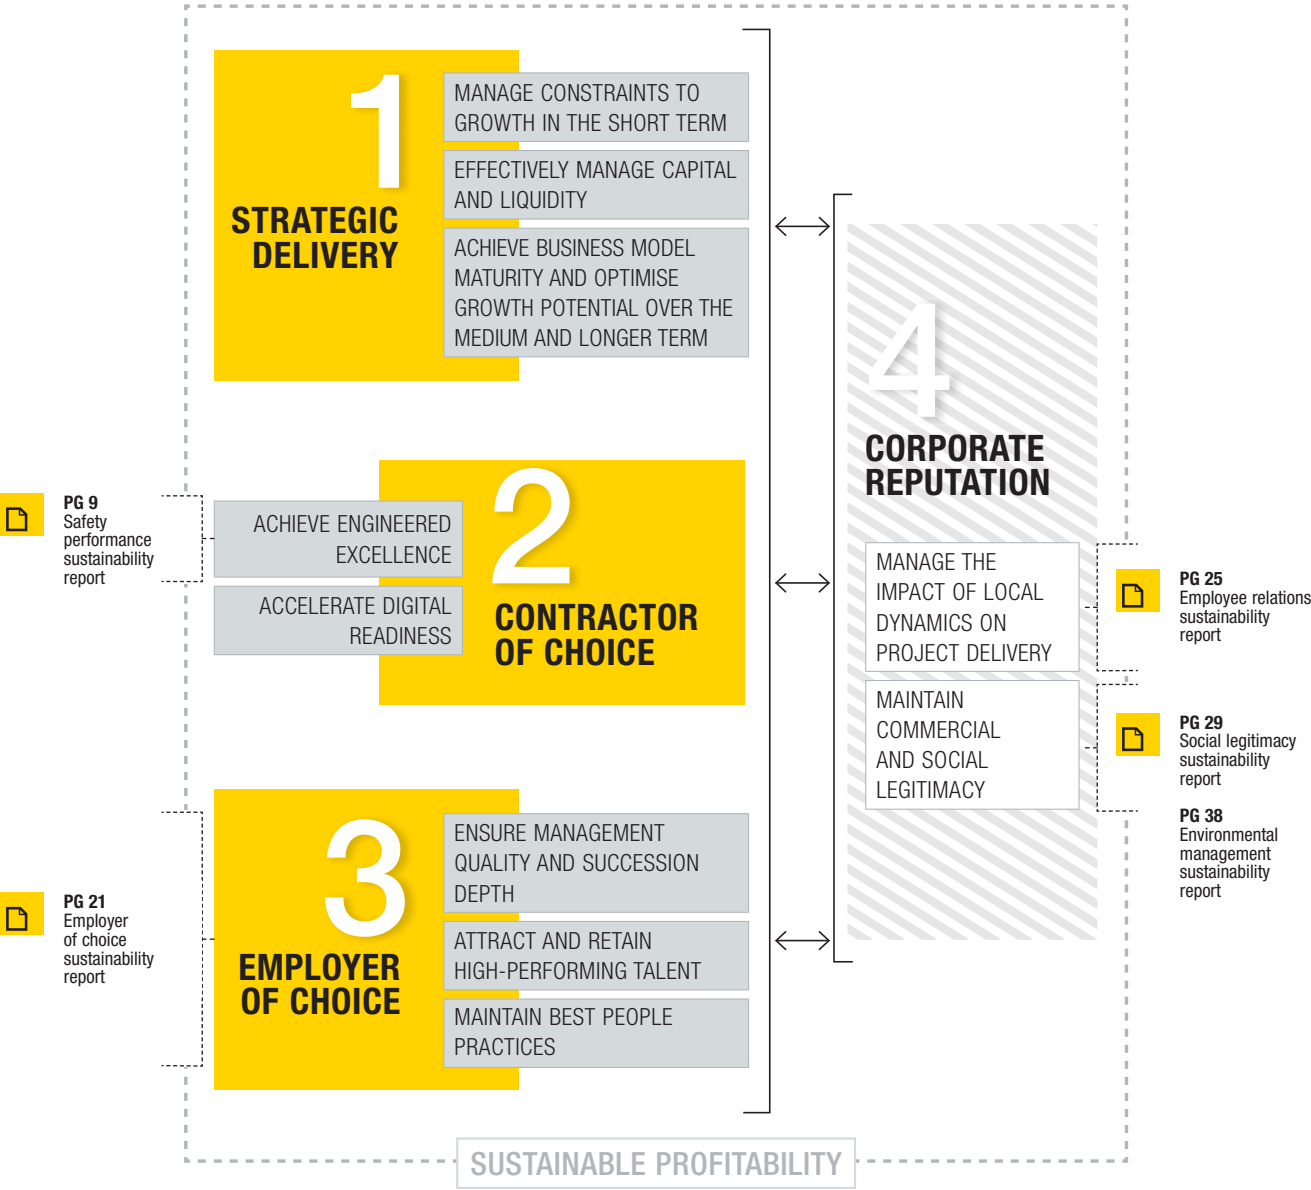 1
STRATEGIC
DELIVERY
MANAGE CONSTRAINTS TO
GROWTH IN THE SHORT TERM
EFFECTIVELY MANAGE CAPITAL
AND LIQUIDITY
ACHIEVE BUSINESS MODEL
MATURITY AND OPTIMISE
GROWTH POTENTIAL OVER THE
MEDIUM AND LONGER TERM
PG 9
Safety
performance
sustainability
report
ACHIEVE ENGINEERED
EXCELLENCE
ACCELERATE DIGITAL
READINESS
2
CONTRACTOR
OF CHOICE
PG 21
Employer
of choice
sustainability
report
3
EMPLOYER
OF CHOICE
ENSURE MANAGEMENT
QUALITY AND SUCCESSION
DEPTH
ATTRACT AND RETAIN
HIGH-PERFORMING TALENT
MAINTAIN BEST PEOPLE
PRACTICES
4
CORPORATE
REPUTATION
MANAGE THE
IMPACT OF LOCAL
DYNAMICS ON
PROJECT DELIVERY
MAINTAIN
COMMERCIAL
AND SOCIAL
LEGITIMACY
PG 25
Employee relations
sustainability
report
PG 29
Social legitimacy
sustainability
report
PG 38
Environmental
management
sustainability
report
SUSTAINABLE PROFITABILITY